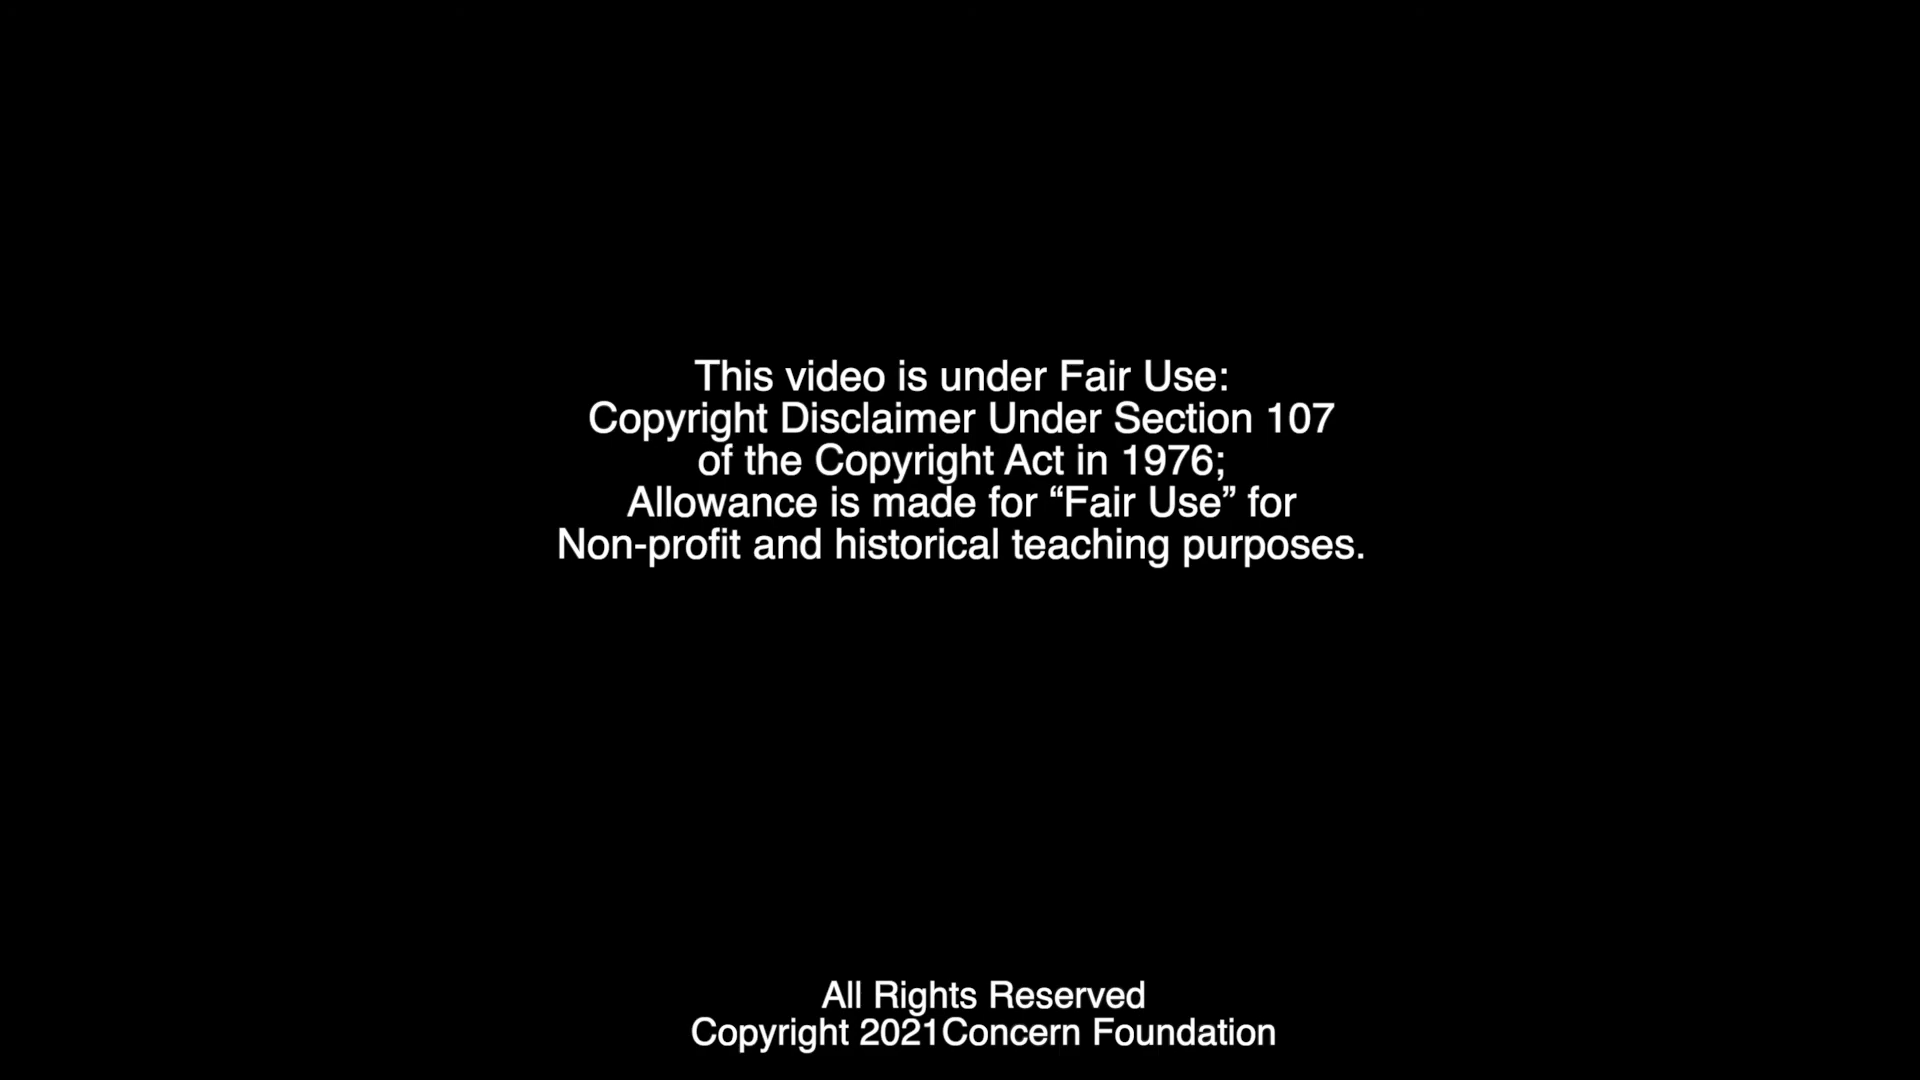 This video is under Fair Use:
Copyright Disclaimer Under Section 107
of the Copyright Act in 1976;
Allowance is made for “Fair Use” for
Non-profit and historical teaching purposes.
All Rights Reserved
Copyright 2021Concern Foundation